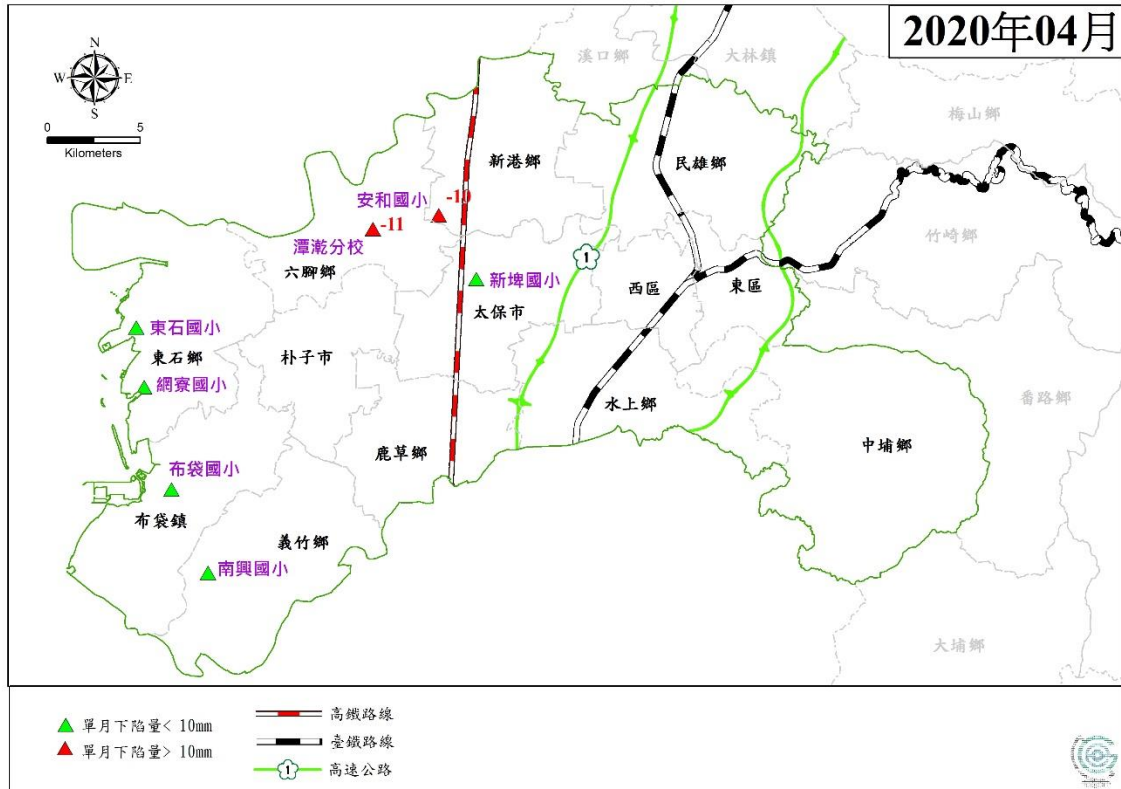 2020年04月
N
W
E
S
0
5
Kilometers
溪口鄉
大林鎮
梅山鄉
新港鄉
民雄鄉
安和國小
-10
-11
潭漧分校
竹崎鄉
六腳鄉
新埤國小
太保市
1
西區
東區
東石國小
東石鄉
朴子市
網寮國小
水上鄉
番路鄉
鹿草鄉
中埔鄉
布袋國小
布袋鎮
義竹鄉
南興國小
大埔鄉
單月下陷量< 10mm
單月下陷量> 10mm
高鐵路線
臺鐵路線
1
高速公路